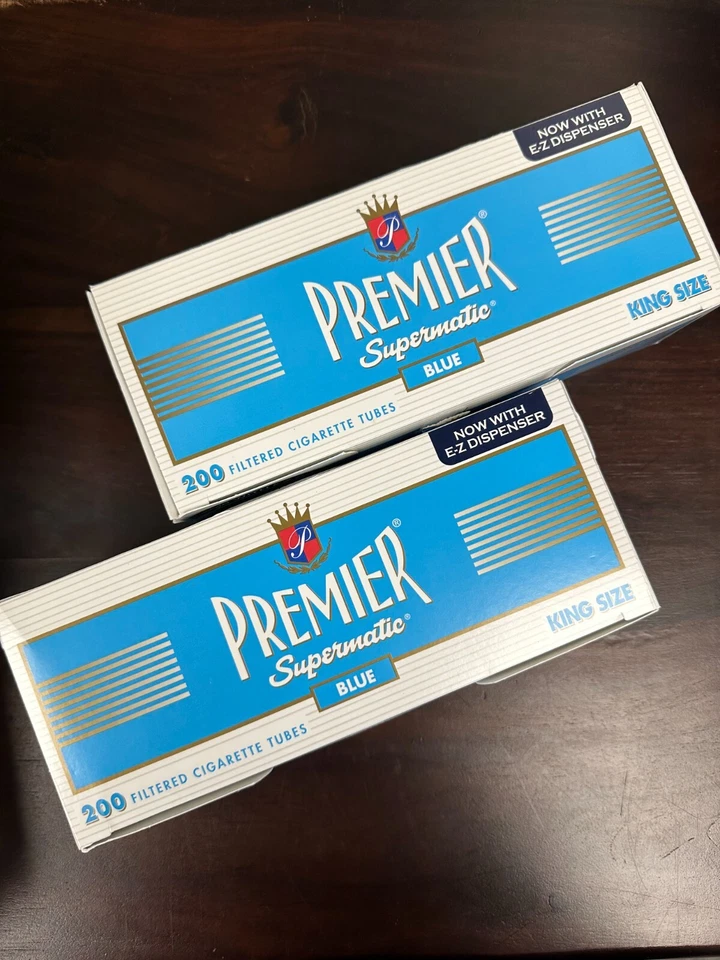 NOW WITH
E-Z DISPENSER
P
PREMIER®
Supermatic®
BLUE
KING SIZE
200 FILTERED CIGARETTE TUBES
NOW WITH
E-Z DISPENSER
P
PREMIER®
Supermatic®
BLUE
KING SIZE
200 FILTERED CIGARETTE TUBES